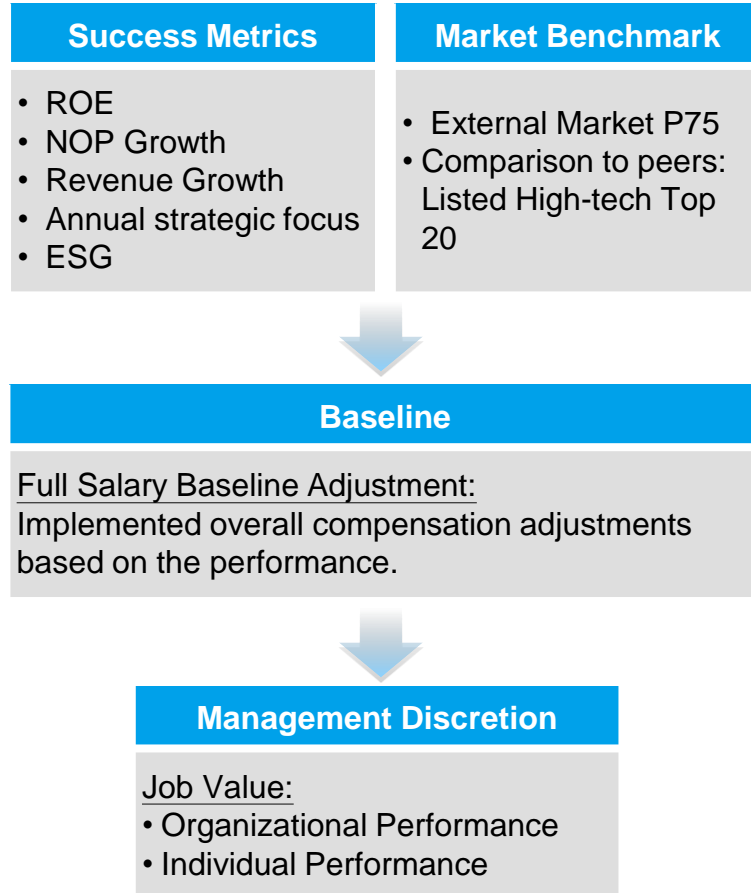 Success Metrics
• ROE
• NOP Growth
• Revenue Growth
• Annual strategic focus
• ESG
Market Benchmark
• External Market P75
• Comparison to peers:
Listed High-tech Top
20
Baseline
Full Salary Baseline Adjustment:
Implemented overall compensation adjustments
based on the performance.
Management Discretion
Job Value:
• Organizational Performance
• Individual Performance